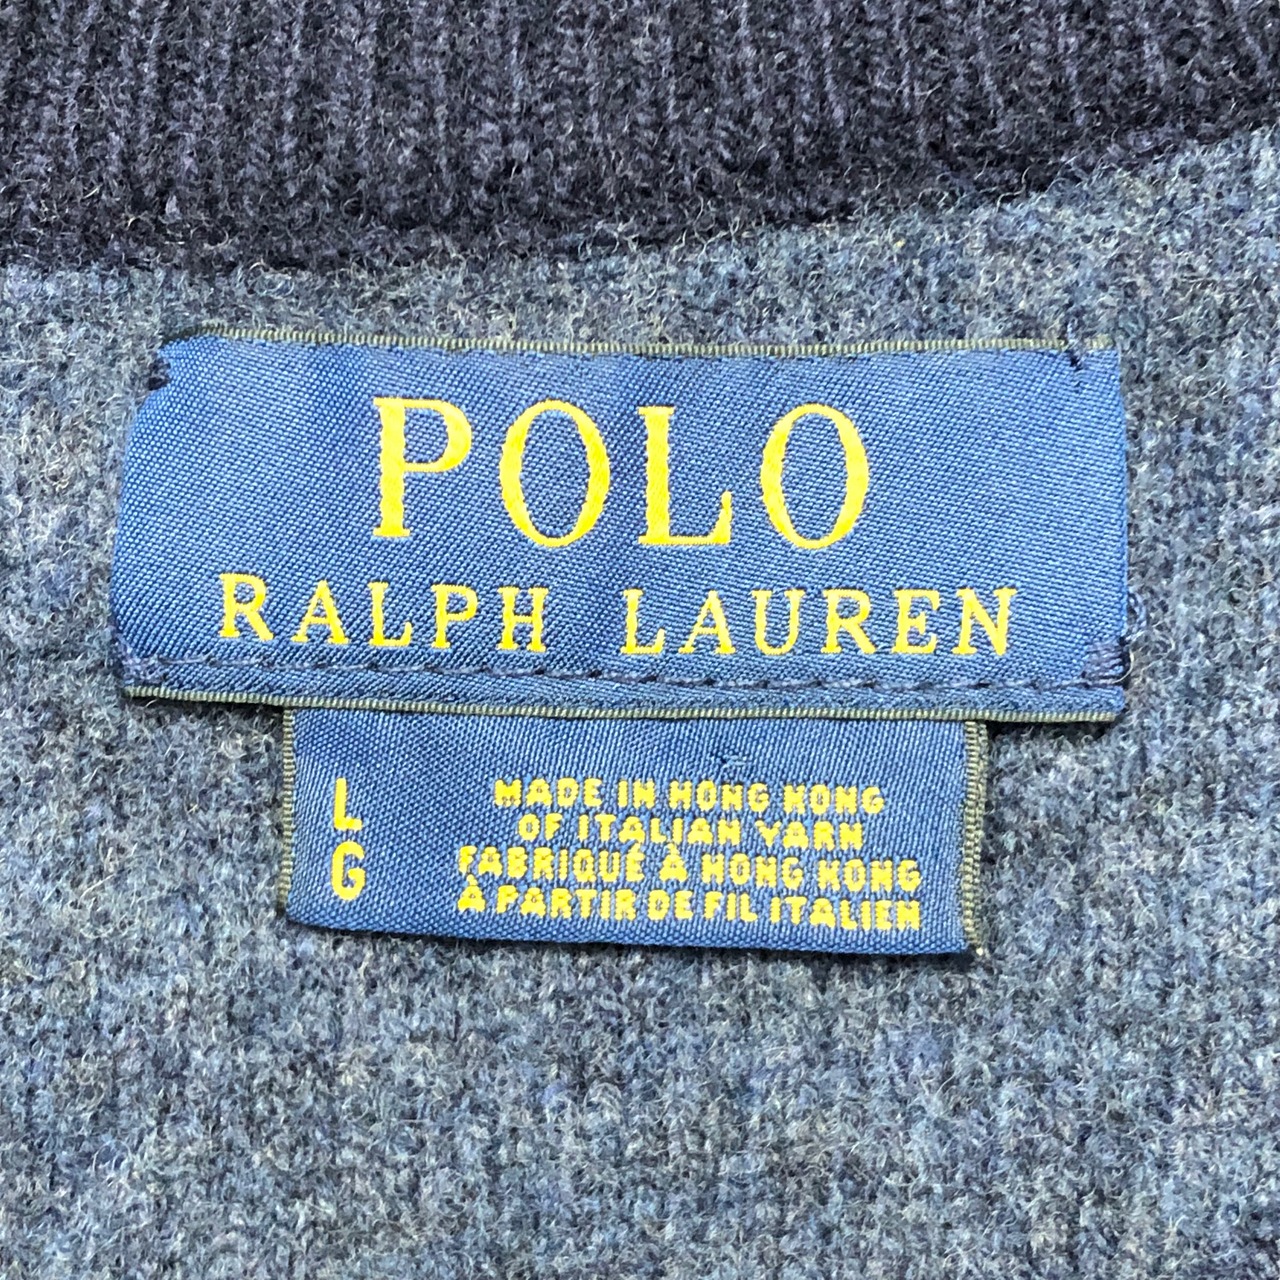 POLO
RALPH LAUREN
L
G
MADE IN HONG KONG
OF ITALIAN YARN
FABRIQUÉ À HONG KONG
À PARTIR DE FIL ITALIEN